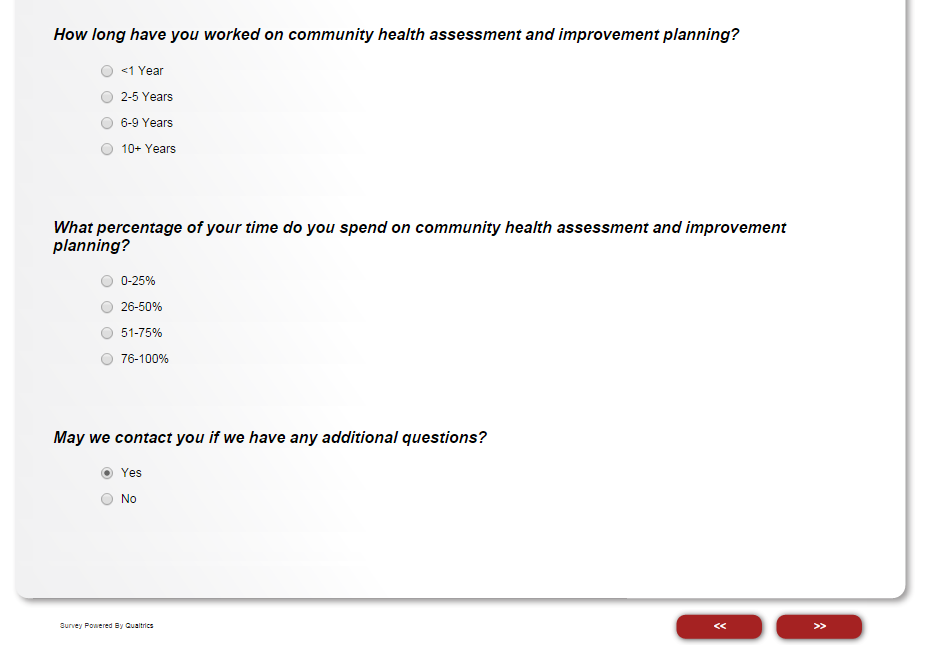 How long have you worked on community health assessment and improvement planning?
<1 Year
2-5 Years
6-9 Years
10+ Years
What percentage of your time do you spend on community health assessment and improvement
planning?
0-25%
26-50%
51-75%
76-100%
May we contact you if we have any additional questions?
Yes
No
Survey Powered By Qualtrics
<<
>>